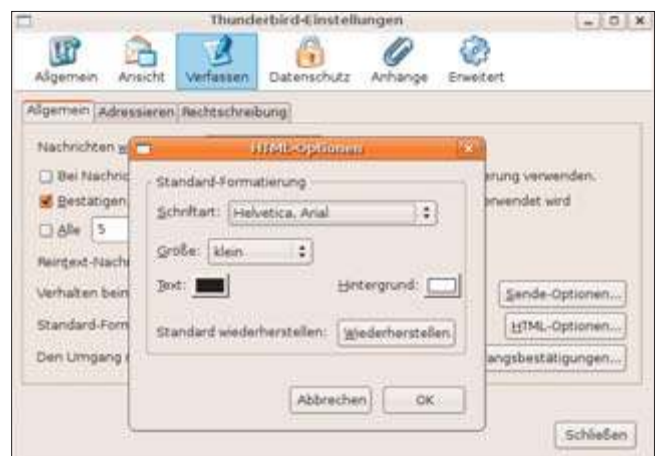 Thunderbird-Einstellungen
Allgemein Ansicht Verfassen Datenschutz Anhänge Erweitert
Allgemein Adressieren Rechtschreibung
Nachrichten
HTML-Optionen
Bei Nachric
erung verwenden.
Standard-Formatierung
Bestätigen,
rwendet wird
Schriftart: Helvetica, Arial
Alle 5
Größe: klein
Reintext-Nach
Text:
Hintergrund:
Verhalten beim
Sende-Optionen...
Standard-Form
Standard wiederherstellen: Wiederherstellen
HTML-Optionen...
Den Umgang
angsbestätigungen...
Abbrechen OK
Schließen